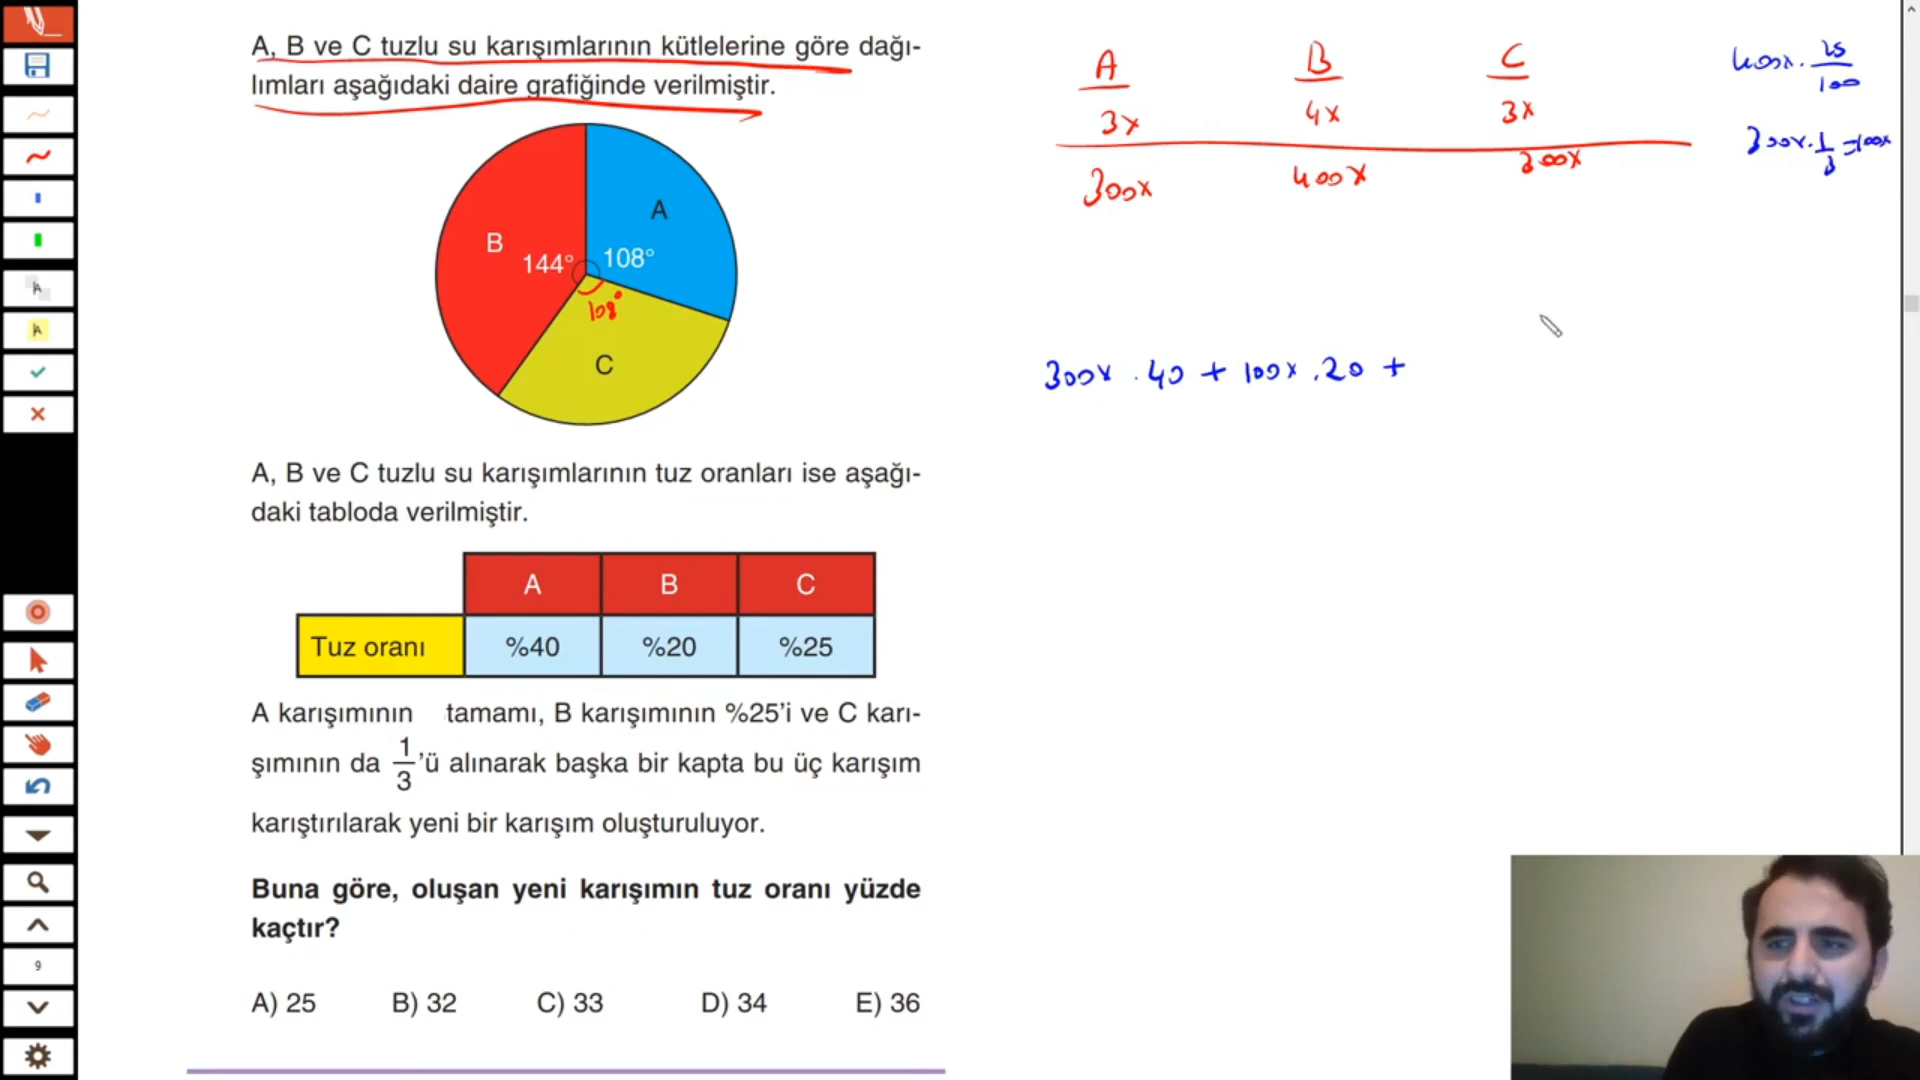 A, B ve C tuzlu su karışımlarının kütlelerine göre dağı-
lımları aşağıdaki daire grafiğinde verilmiştir.
A
B
144°
108°
108°
C
A, B ve C tuzlu su karışımlarının tuz oranları ise aşağı-
daki tabloda verilmiştir.
A B C
Tuz oranı %40 %20 %25
A karışımının tamamı, B karışımının %25'i ve C karı-
şımının da 1/3 'ü alınarak başka bir kapta bu üç karışım
karıştırılarak yeni bir karışım oluşturuluyor.
Buna göre, oluşan yeni karışımın tuz oranı yüzde
kaçtır?
A) 25 B) 32 C) 33 D) 34 E) 36
A B C
3x 4x 3x
300x 400x 300x
400x . 25/100
300x . 1/3 = 100x
300x . 40 + 100x . 20 +
A
A
9